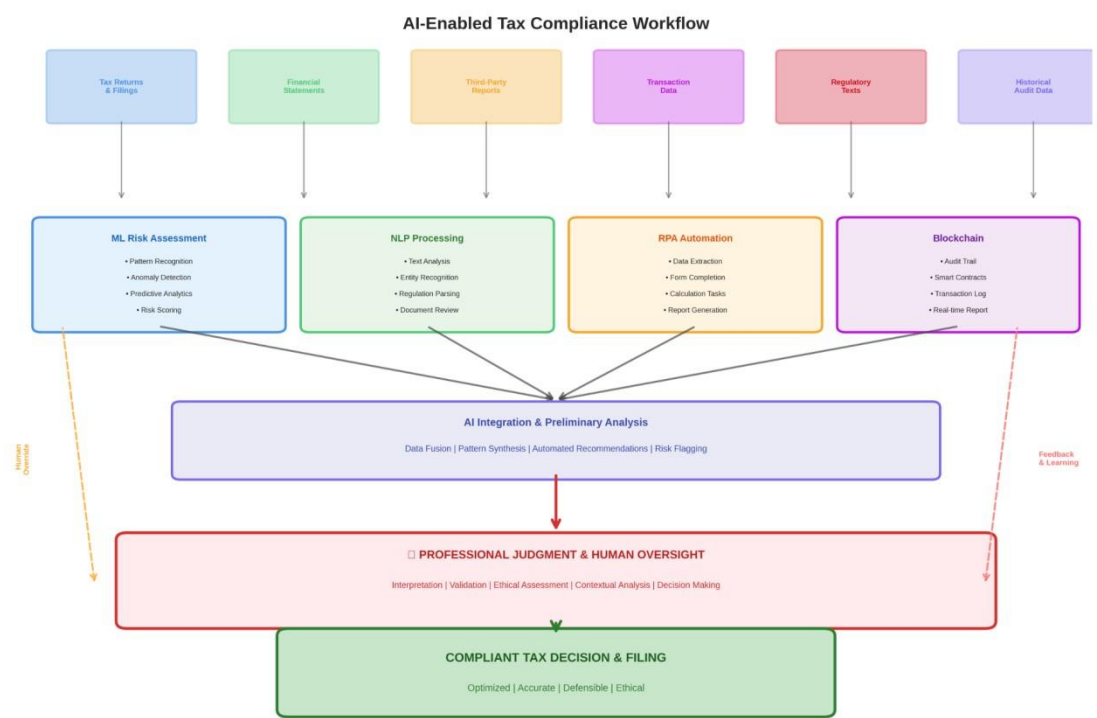 AI-Enabled Tax Compliance Workflow
Tax Returns
& Filings
Financial
Statements
Third-Party
Reports
Transaction
Data
Regulatory
Texts
Historical
Audit Data
ML Risk Assessment
• Pattern Recognition
• Anomaly Detection
• Predictive Analytics
• Risk Scoring
NLP Processing
• Text Analysis
• Entity Recognition
• Regulation Parsing
• Document Review
RPA Automation
• Data Extraction
• Form Completion
• Calculation Tasks
• Report Generation
Blockchain
• Audit Trail
• Smart Contracts
• Transaction Log
• Real-time Report
AI Integration & Preliminary Analysis
Data Fusion | Pattern Synthesis | Automated Recommendations | Risk Flagging
Human
Override
Feedback
& Learning
PROFESSIONAL JUDGMENT & HUMAN OVERSIGHT
Interpretation | Validation | Ethical Assessment | Contextual Analysis | Decision Making
COMPLIANT TAX DECISION & FILING
Optimized | Accurate | Defensible | Ethical